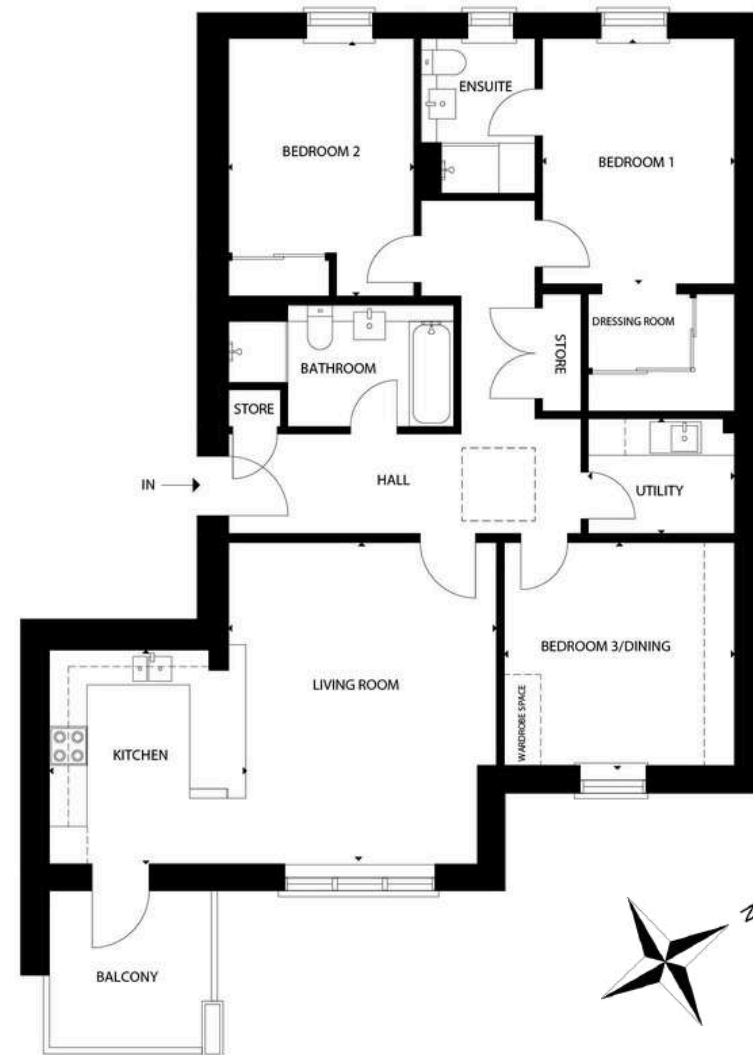 ENSUITE
BEDROOM 2
BEDROOM 1
DRESSING ROOM
STORE
BATHROOM
STORE
IN
HALL
UTILITY
BEDROOM 3/DINING
LIVING ROOM
WARDROBE SPACE
KITCHEN
BALCONY
N